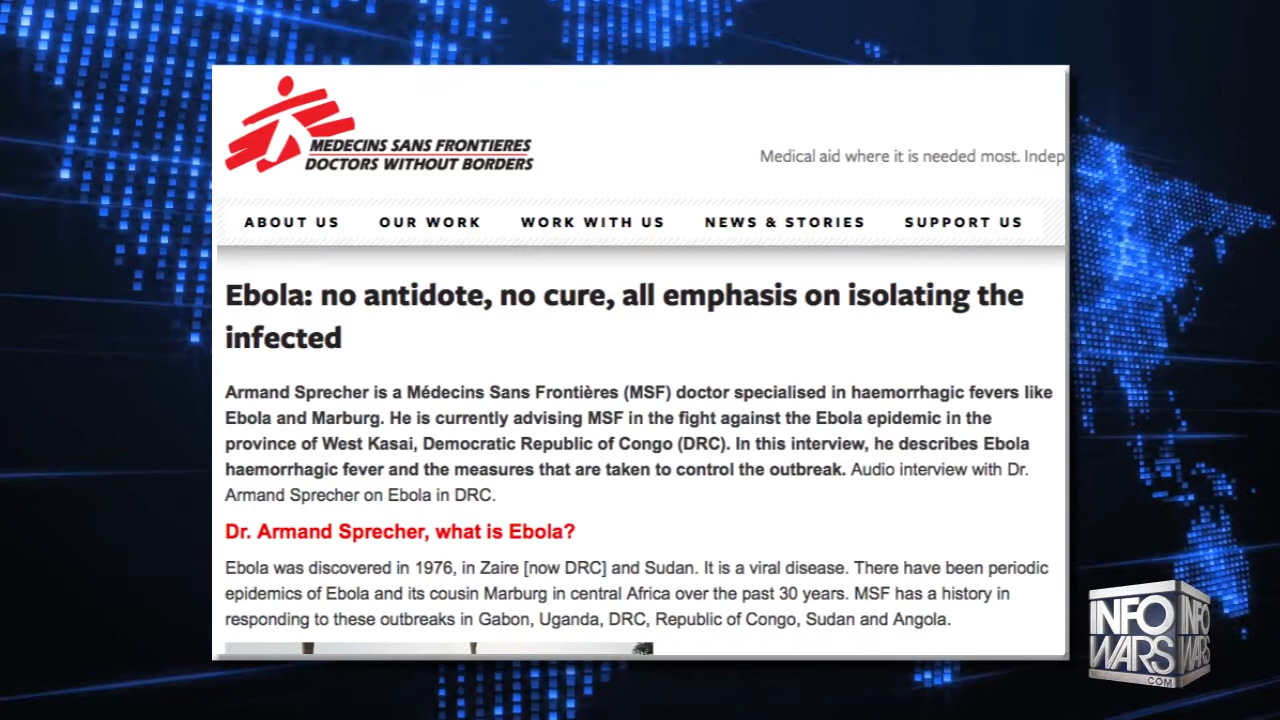 MEDECINS SANS FRONTIERES
DOCTORS WITHOUT BORDERS
Medical aid where it is needed most. Indep
ABOUT US OUR WORK WORK WITH US NEWS & STORIES SUPPORT US
Ebola: no antidote, no cure, all emphasis on isolating the
infected
Armand Sprecher is a Médecins Sans Frontières (MSF) doctor specialised in haemorrhagic fevers like
Ebola and Marburg. He is currently advising MSF in the fight against the Ebola epidemic in the
province of West Kasai, Democratic Republic of Congo (DRC). In this interview, he describes Ebola
haemorrhagic fever and the measures that are taken to control the outbreak. Audio interview with Dr.
Armand Sprecher on Ebola in DRC.
Dr. Armand Sprecher, what is Ebola?
Ebola was discovered in 1976, in Zaire [now DRC] and Sudan. It is a viral disease. There have been periodic
epidemics of Ebola and its cousin Marburg in central Africa over the past 30 years. MSF has a history in
responding to these outbreaks in Gabon, Uganda, DRC, Republic of Congo, Sudan and Angola.
INFO INFO
WARS WARS
.COM